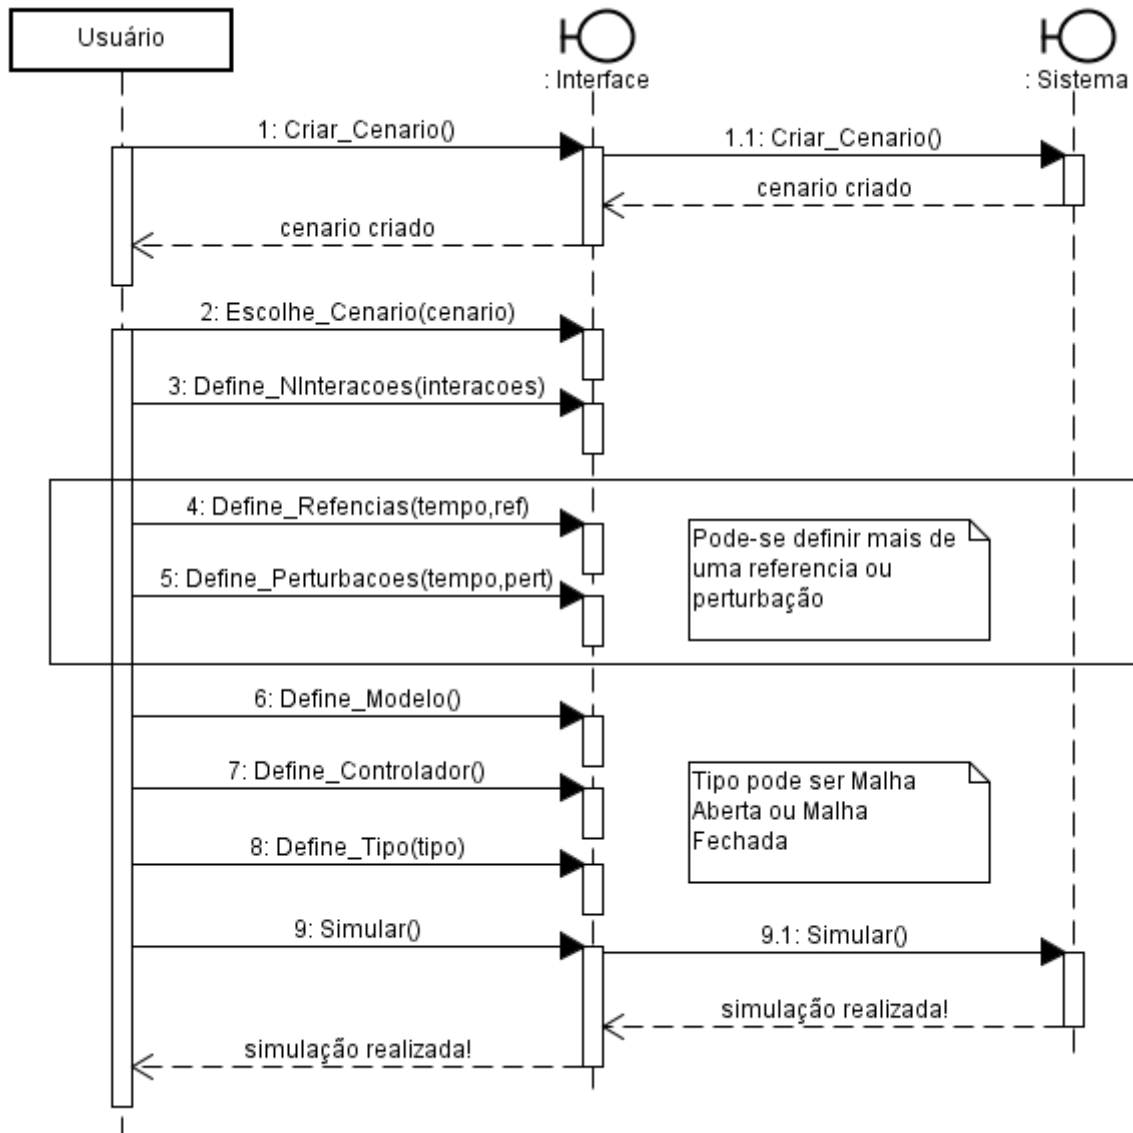 Usuário
: Interface
: Sistema
1: Criar_Cenario()
1.1: Criar_Cenario()
cenario criado
cenario criado
2: Escolhe_Cenario(cenario)
3: Define_NInteracoes(interacoes)
4: Define_Refencias(tempo,ref)
Pode-se definir mais de
uma referencia ou
perturbação
5: Define_Perturbacoes(tempo,pert)
6: Define_Modelo()
7: Define_Controlador()
Tipo pode ser Malha
Aberta ou Malha
Fechada
8: Define_Tipo(tipo)
9: Simular()
9.1: Simular()
simulação realizada!
simulação realizada!